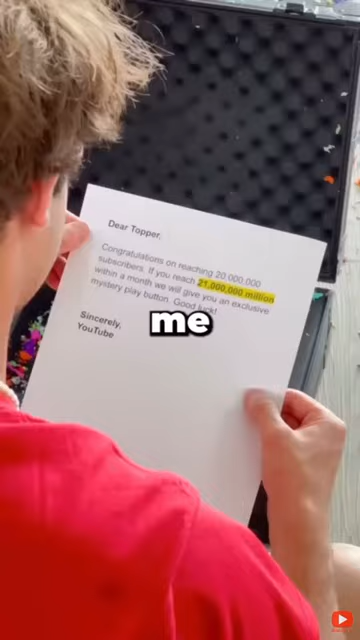 Dear Topper,
Congratulations on reaching 20,000,000
subscribers. If you reach 21,000,000 million
within a month we will give you an exclusive
mystery play button. Good luck!
me
Sincerely,
YouTube